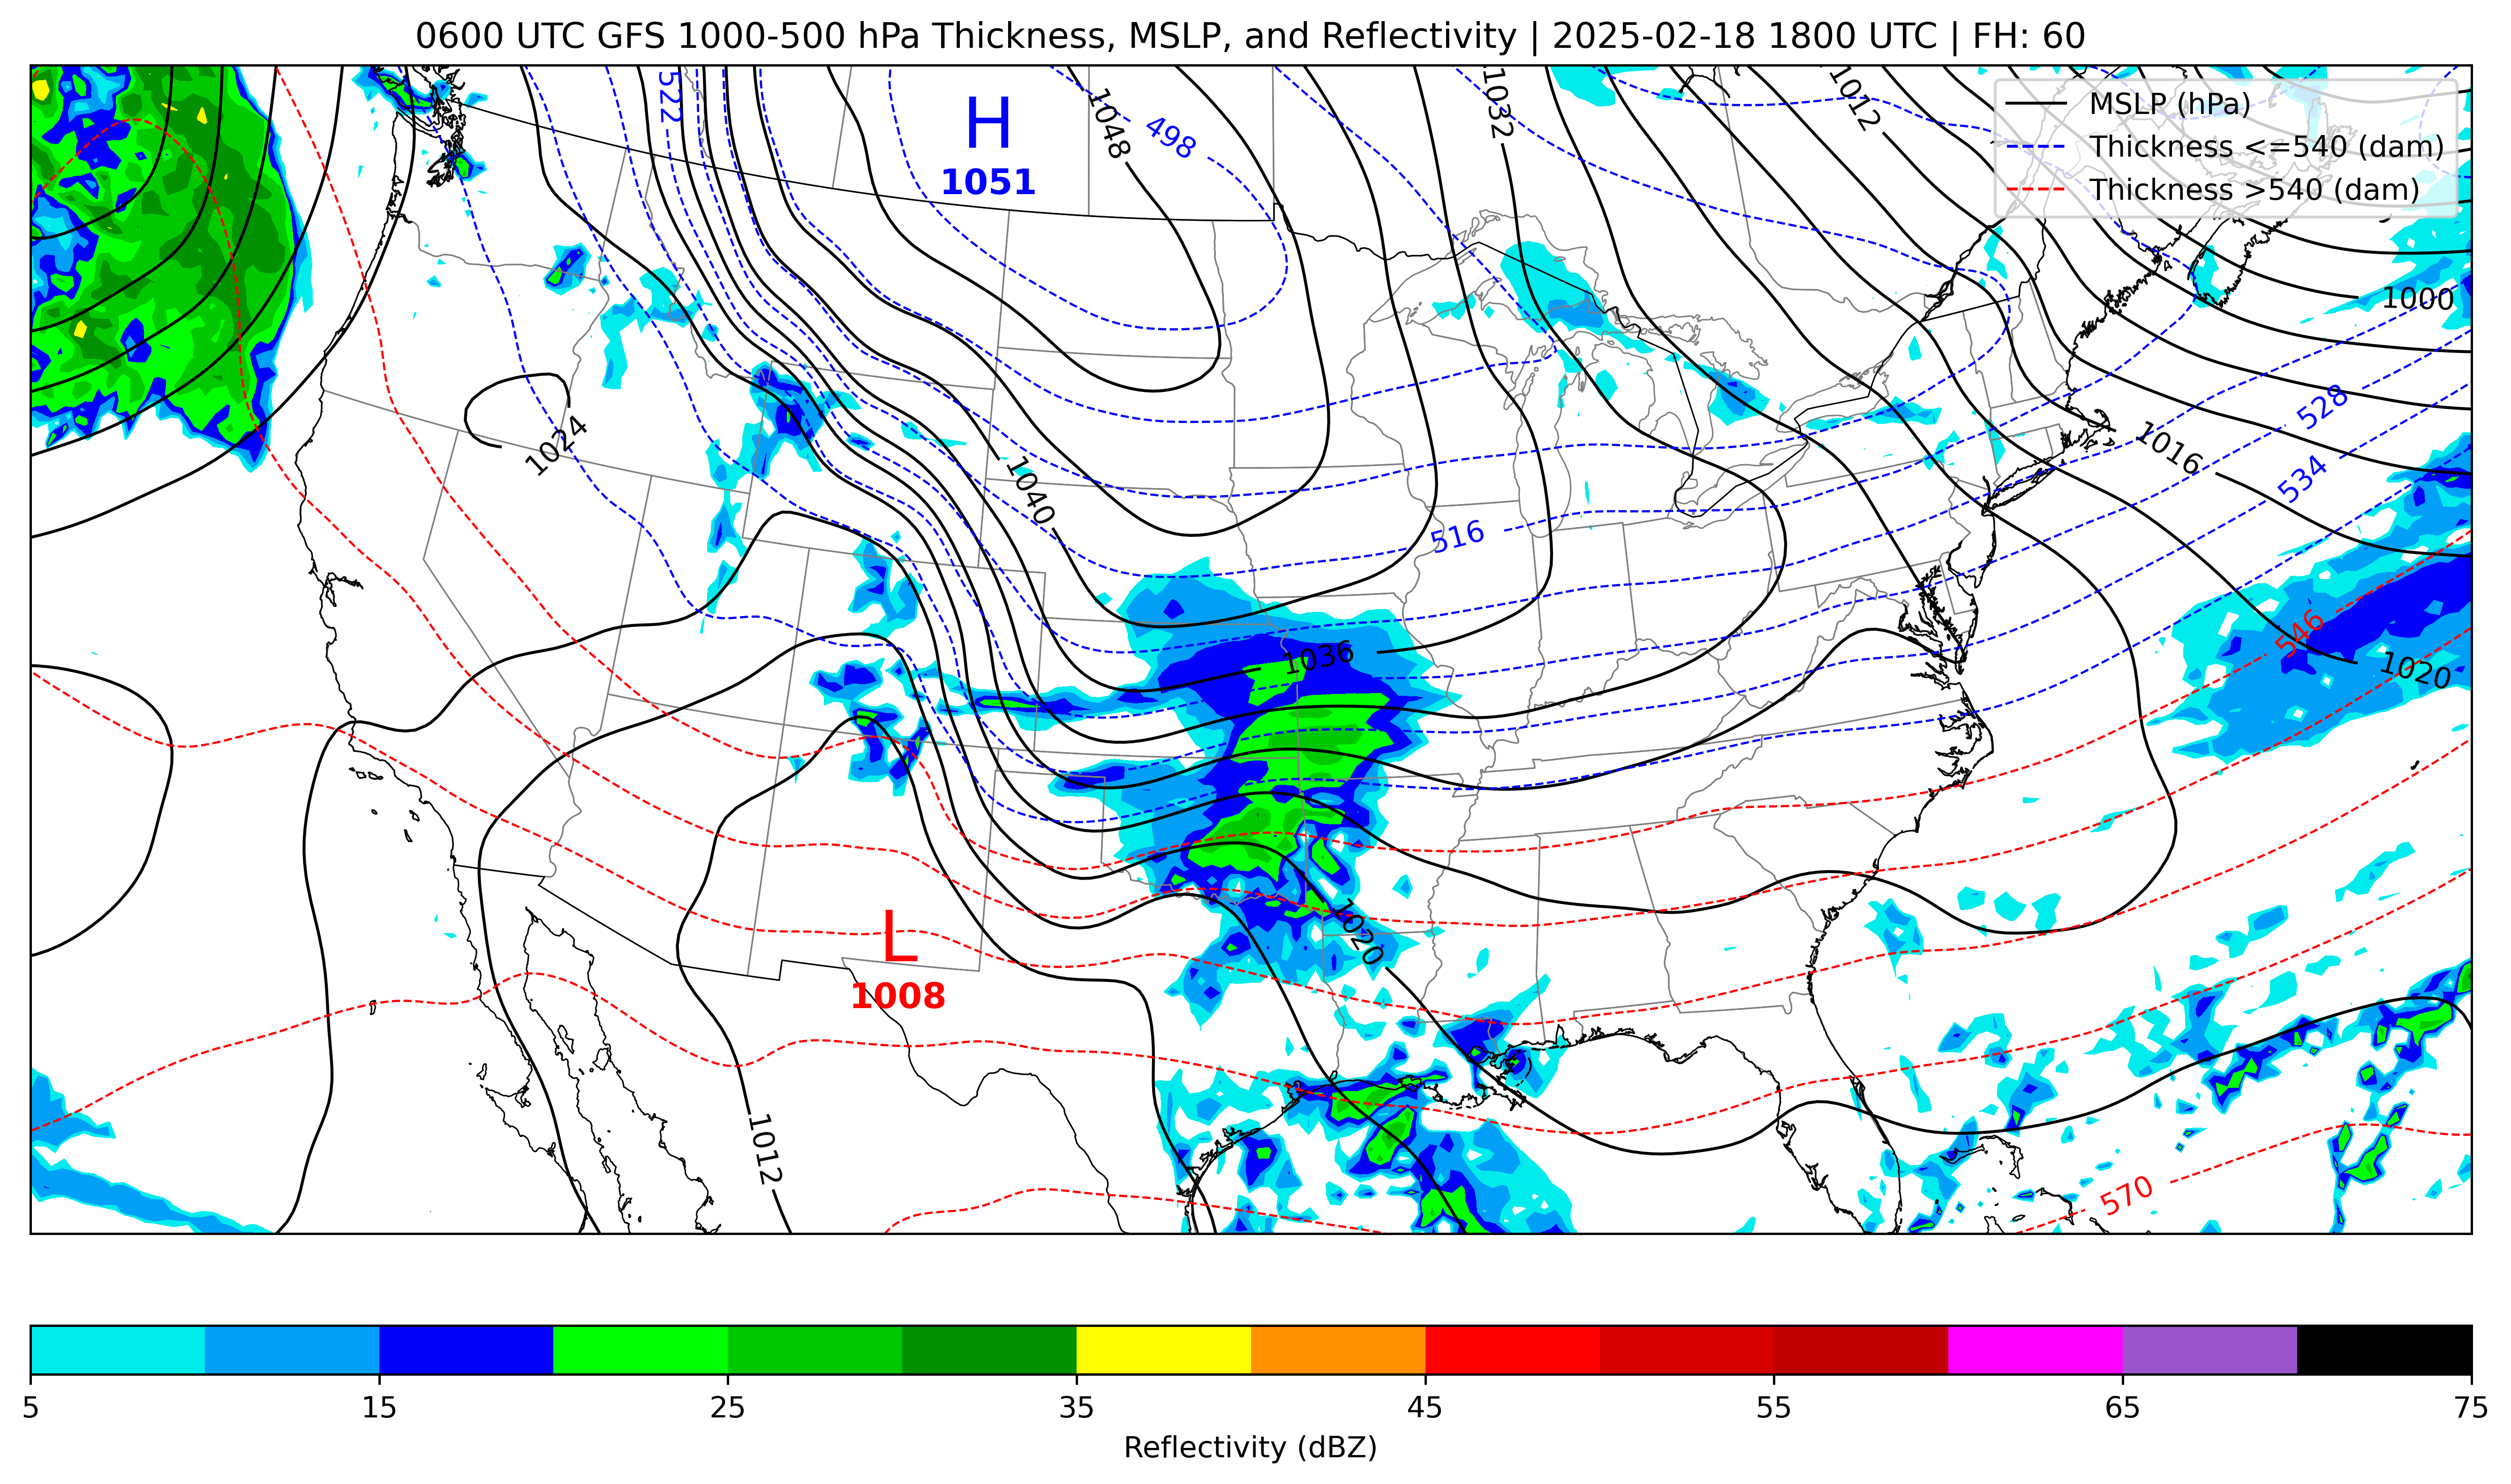 0600 UTC GFS 1000-500 hPa Thickness, MSLP, and Reflectivity | 2025-02-18 1800 UTC | FH: 60
MSLP (hPa)
Thickness <=540 (dam)
Thickness >540 (dam)
522
H
1051
1048
498
1032
1012
1000
1024
1040
516
1016
528
534
1036
546
1020
L
1008
1020
1012
570
5 15 25 35 45 55 65 75
Reflectivity (dBZ)